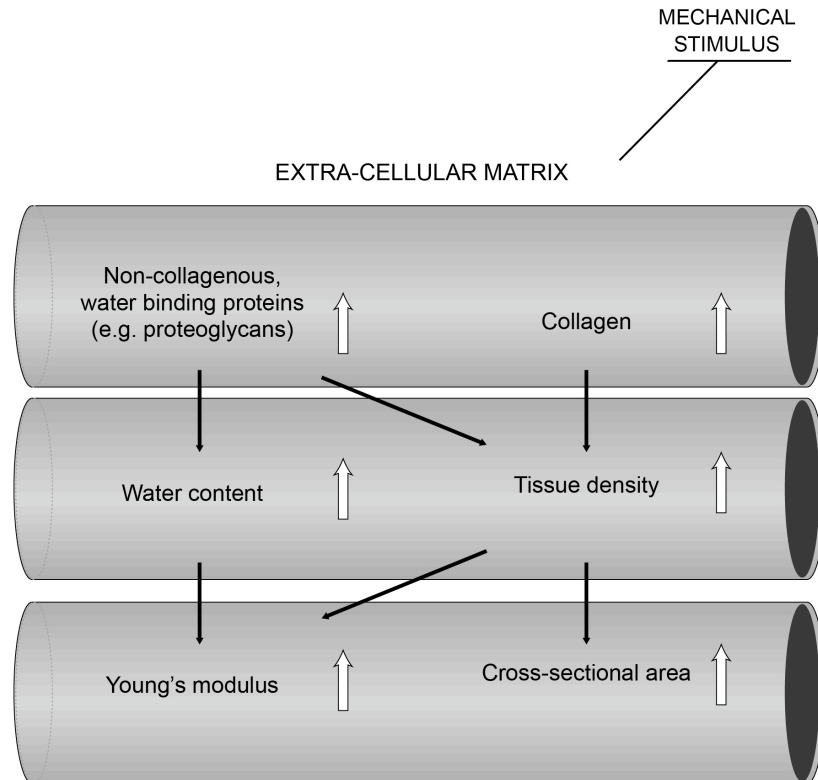 MECHANICAL
STIMULUS
EXTRA-CELLULAR MATRIX
Non-collagenous,
water binding proteins
(e.g. proteoglycans)
Collagen
Water content
Tissue density
Young’s modulus
Cross-sectional area